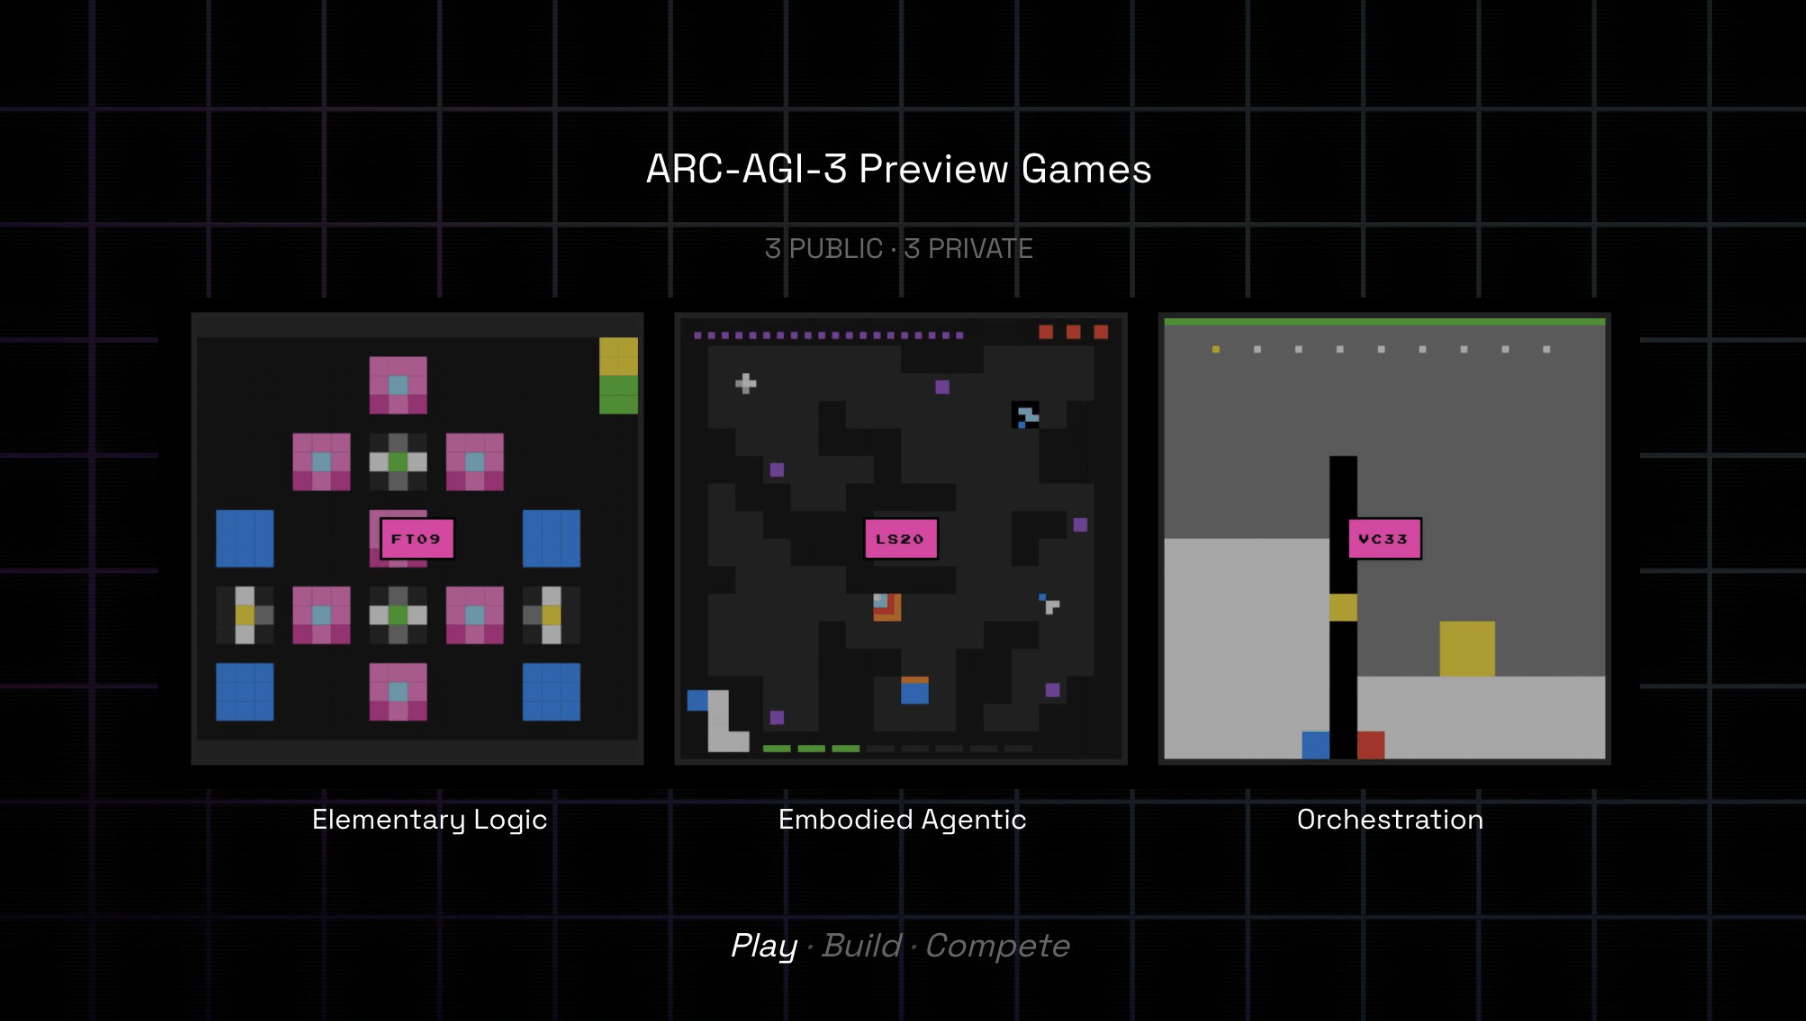 ARC-AGI-3 Preview Games
3 PUBLIC · 3 PRIVATE
FT09
LS20
VC33
Elementary Logic
Embodied Agentic
Orchestration
Play · Build · Compete